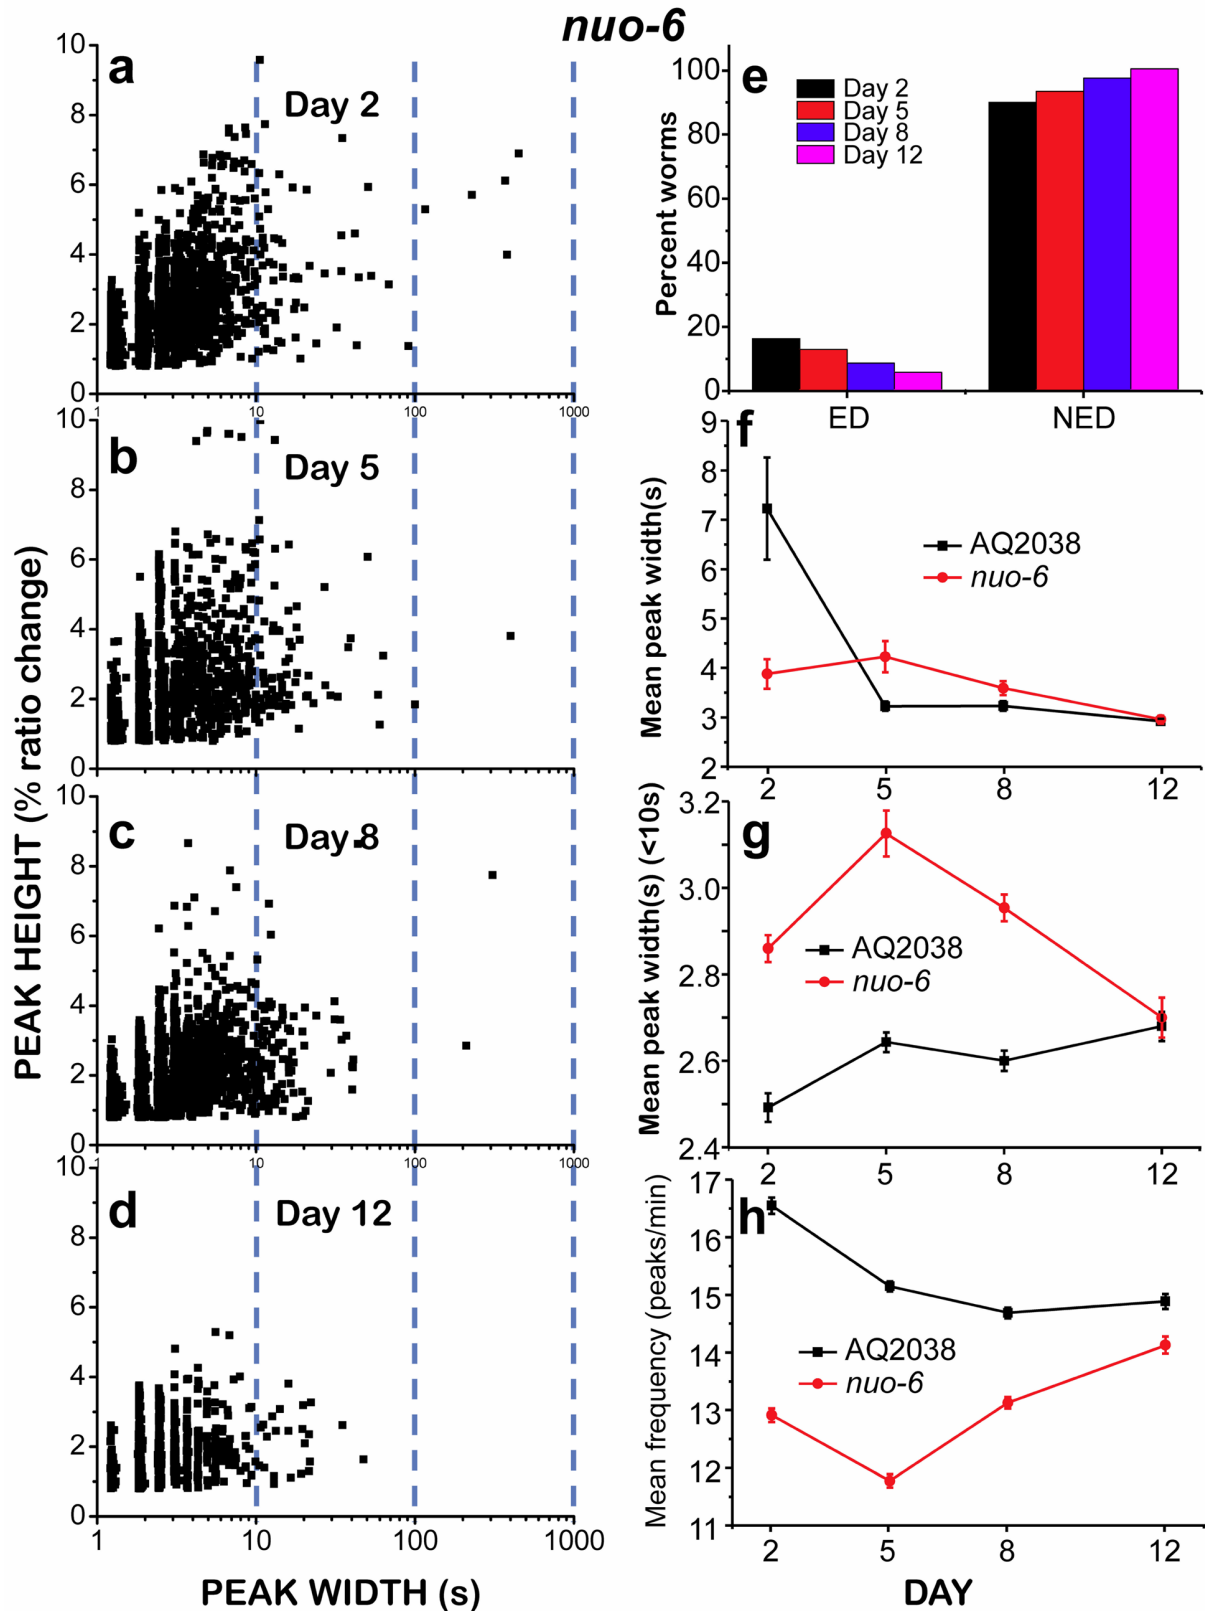 nuo-6
PEAK HEIGHT (% ratio change)
a
Day 2
10
8
6
4
2
0
1
10
100
1000
b
Day 5
8
6
4
2
0
c
Day 8
10
8
6
4
2
0
10
100
d
Day 12
10
8
6
4
2
0
1
10
100
1000
PEAK WIDTH (s)
e
Percent worms
100
80
60
40
20
0
Day 2
Day 5
Day 8
Day 12
ED
NED
f
Mean peak width(s)
9
8
7
6
5
4
3
2
AQ2038
nuo-6
2
5
8
12
g
Mean peak width(s) (<10s)
3.2
3.0
2.8
2.6
2.4
AQ2038
nuo-6
2
5
8
12
h
Mean frequency (peaks/min)
17
16
15
14
13
12
11
AQ2038
nuo-6
2
5
8
12
DAY